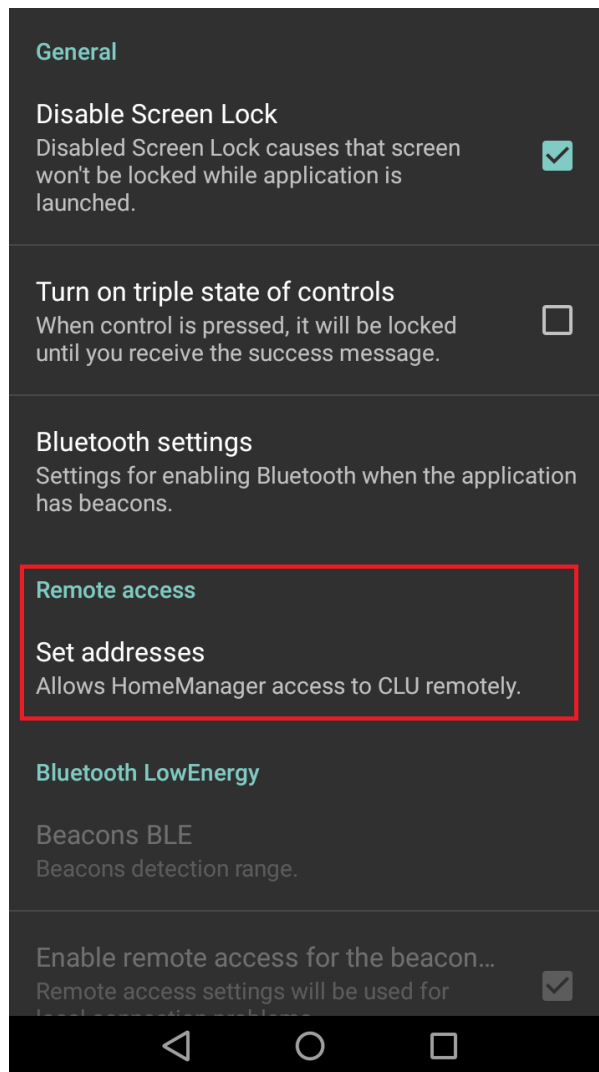 General
Disable Screen Lock
Disabled Screen Lock causes that screen
won't be locked while application is
launched.
Turn on triple state of controls
When control is pressed, it will be locked
until you receive the success message.
Bluetooth settings
Settings for enabling Bluetooth when the application
has beacons.
Remote access
Set addresses
Allows HomeManager access to CLU remotely.
Bluetooth LowEnergy
Beacons BLE
Beacons detection range.
Enable remote access for the beacon...
Remote access settings will be used for
local connection problems